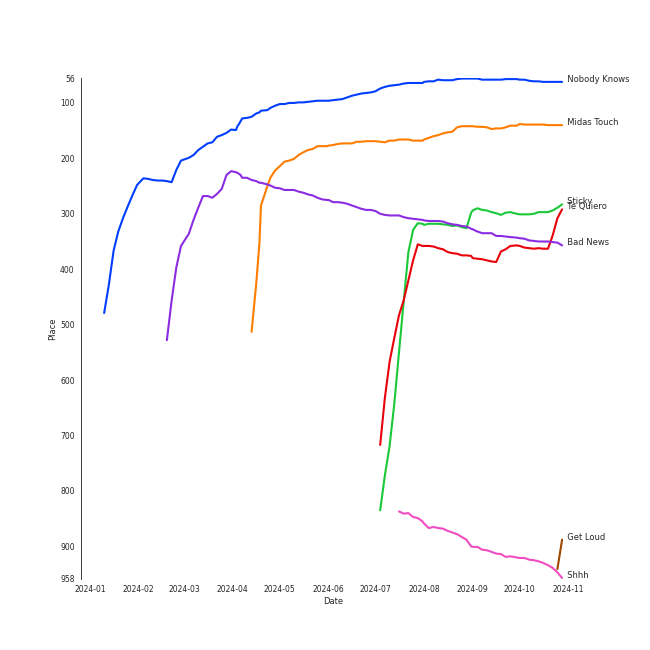 56
100
200
300
400
500
600
700
800
900
958
Place
2024-01
2024-02
2024-03
2024-04
2024-05
2024-06
2024-07
2024-08
2024-09
2024-10
2024-11
Date
Nobody Knows
Midas Touch
Sticky
Te Quiero
Bad News
Get Loud
Shhh